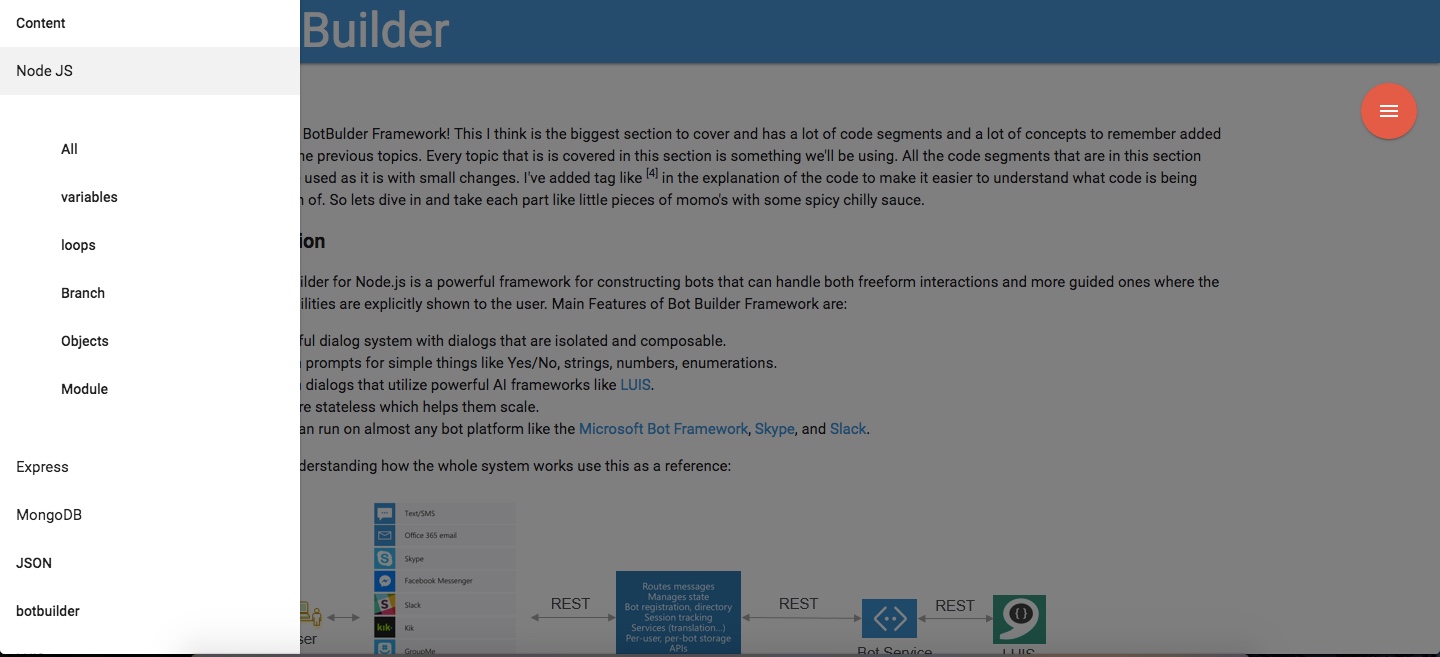 Content
Node JS
All
variables
loops
Branch
Objects
Module
Express
MongoDB
JSON
botbuilder
Builder
BotBulder Framework! This I think is the biggest section to cover and has a lot of code segments and a lot of concepts to remember added
previous topics. Every topic that is is covered in this section is something we'll be using. All the code segments that are in this section
used as it is with small changes. I've added tag like [4] in the explanation of the code to make it easier to understand what code is being
of. So lets dive in and take each part like little pieces of momo's with some spicy chilly sauce.
ion
ilder for Node.js is a powerful framework for constructing bots that can handle both freeform interactions and more guided ones where the
ilities are explicitly shown to the user. Main Features of Bot Builder Framework are:
ful dialog system with dialogs that are isolated and composable.
prompts for simple things like Yes/No, strings, numbers, enumerations.
dialogs that utilize powerful AI frameworks like LUIS.
re stateless which helps them scale.
an run on almost any bot platform like the Microsoft Bot Framework, Skype, and Slack.
derstanding how the whole system works use this as a reference:
Text/SMS
Office 365 email
Skype
Facebook Messenger
Slack
kik
Kik
GroupMe
ser
REST
Routes messages
Manages state
Bot registration, directory
Session tracking
Services (translation...)
Per-user, per-bot storage
APIs
REST
Bot Service
REST
LUIS